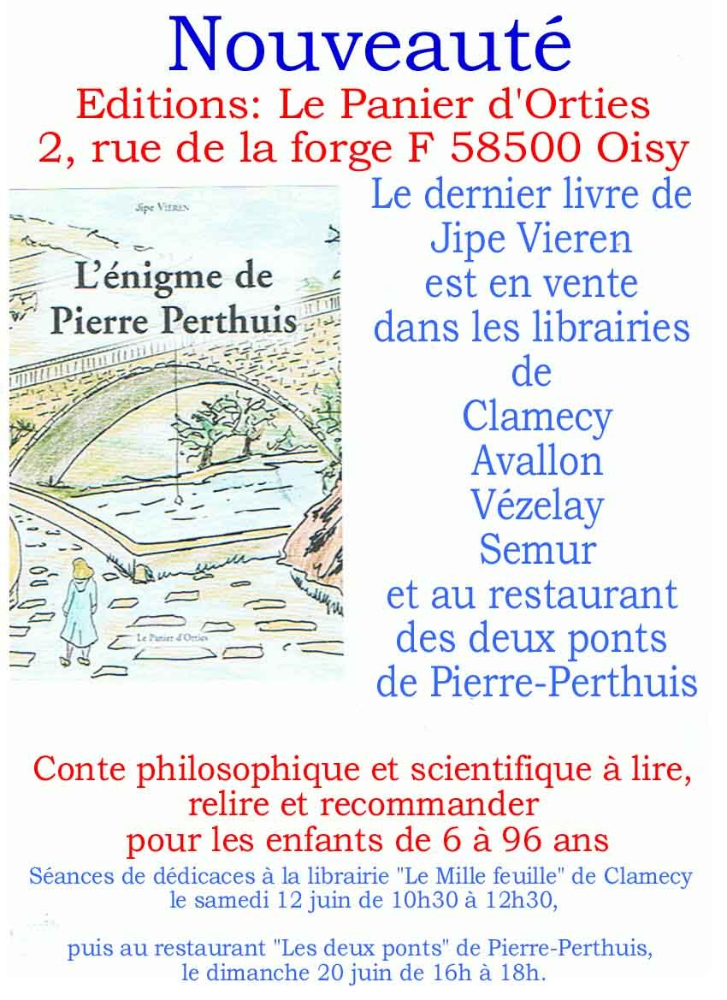 Nouveauté
Editions: Le Panier d'Orties
2, rue de la forge F 58500 Oisy
Jipe VIEREN
L'énigme de
Pierre Perthuis
Le Panier d'Orties
Le dernier livre de
Jipe Vieren
est en vente
dans les librairies
de
Clamecy
Avallon
Vézelay
Semur
et au restaurant
des deux ponts
de Pierre-Perthuis
Conte philosophique et scientifique à lire,
relire et recommander
pour les enfants de 6 à 96 ans
Séances de dédicaces à la librairie "Le Mille feuille" de Clamecy
le samedi 12 juin de 10h30 à 12h30,
puis au restaurant "Les deux ponts" de Pierre-Perthuis,
le dimanche 20 juin de 16h à 18h.